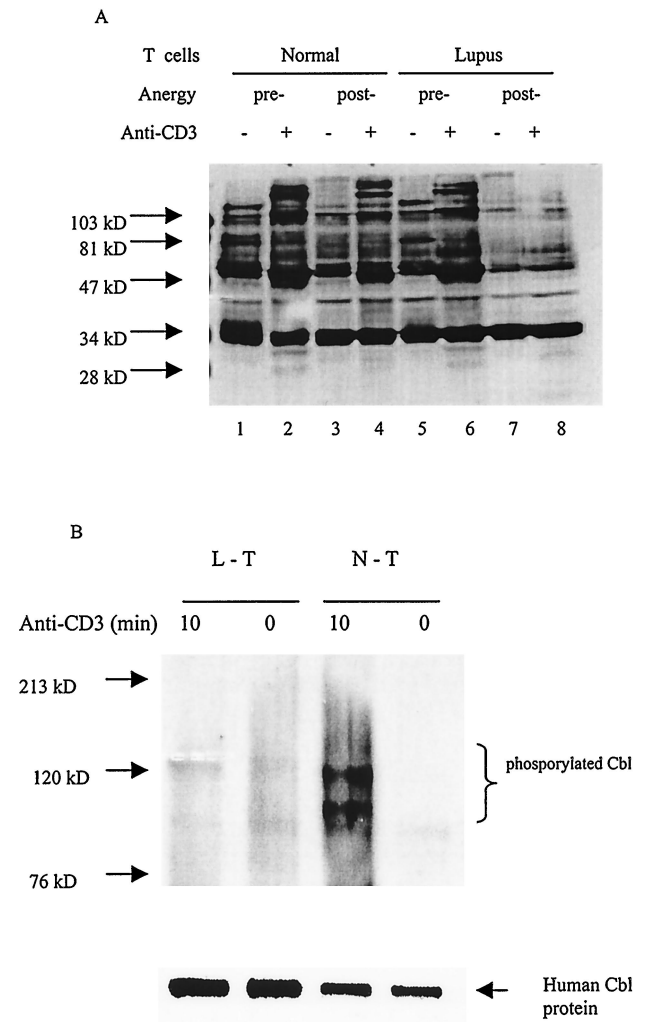 A
T cells Normal Lupus
Anergy pre- post- pre- post-
Anti-CD3 - + - + - + - +
103 kD
81 kD
47 kD
34 kD
28 kD
1 2 3 4 5 6 7 8
B
L - T N - T
Anti-CD3 (min) 10 0 10 0
213 kD
120 kD
phosporylated Cbl
76 kD
Human Cbl
protein